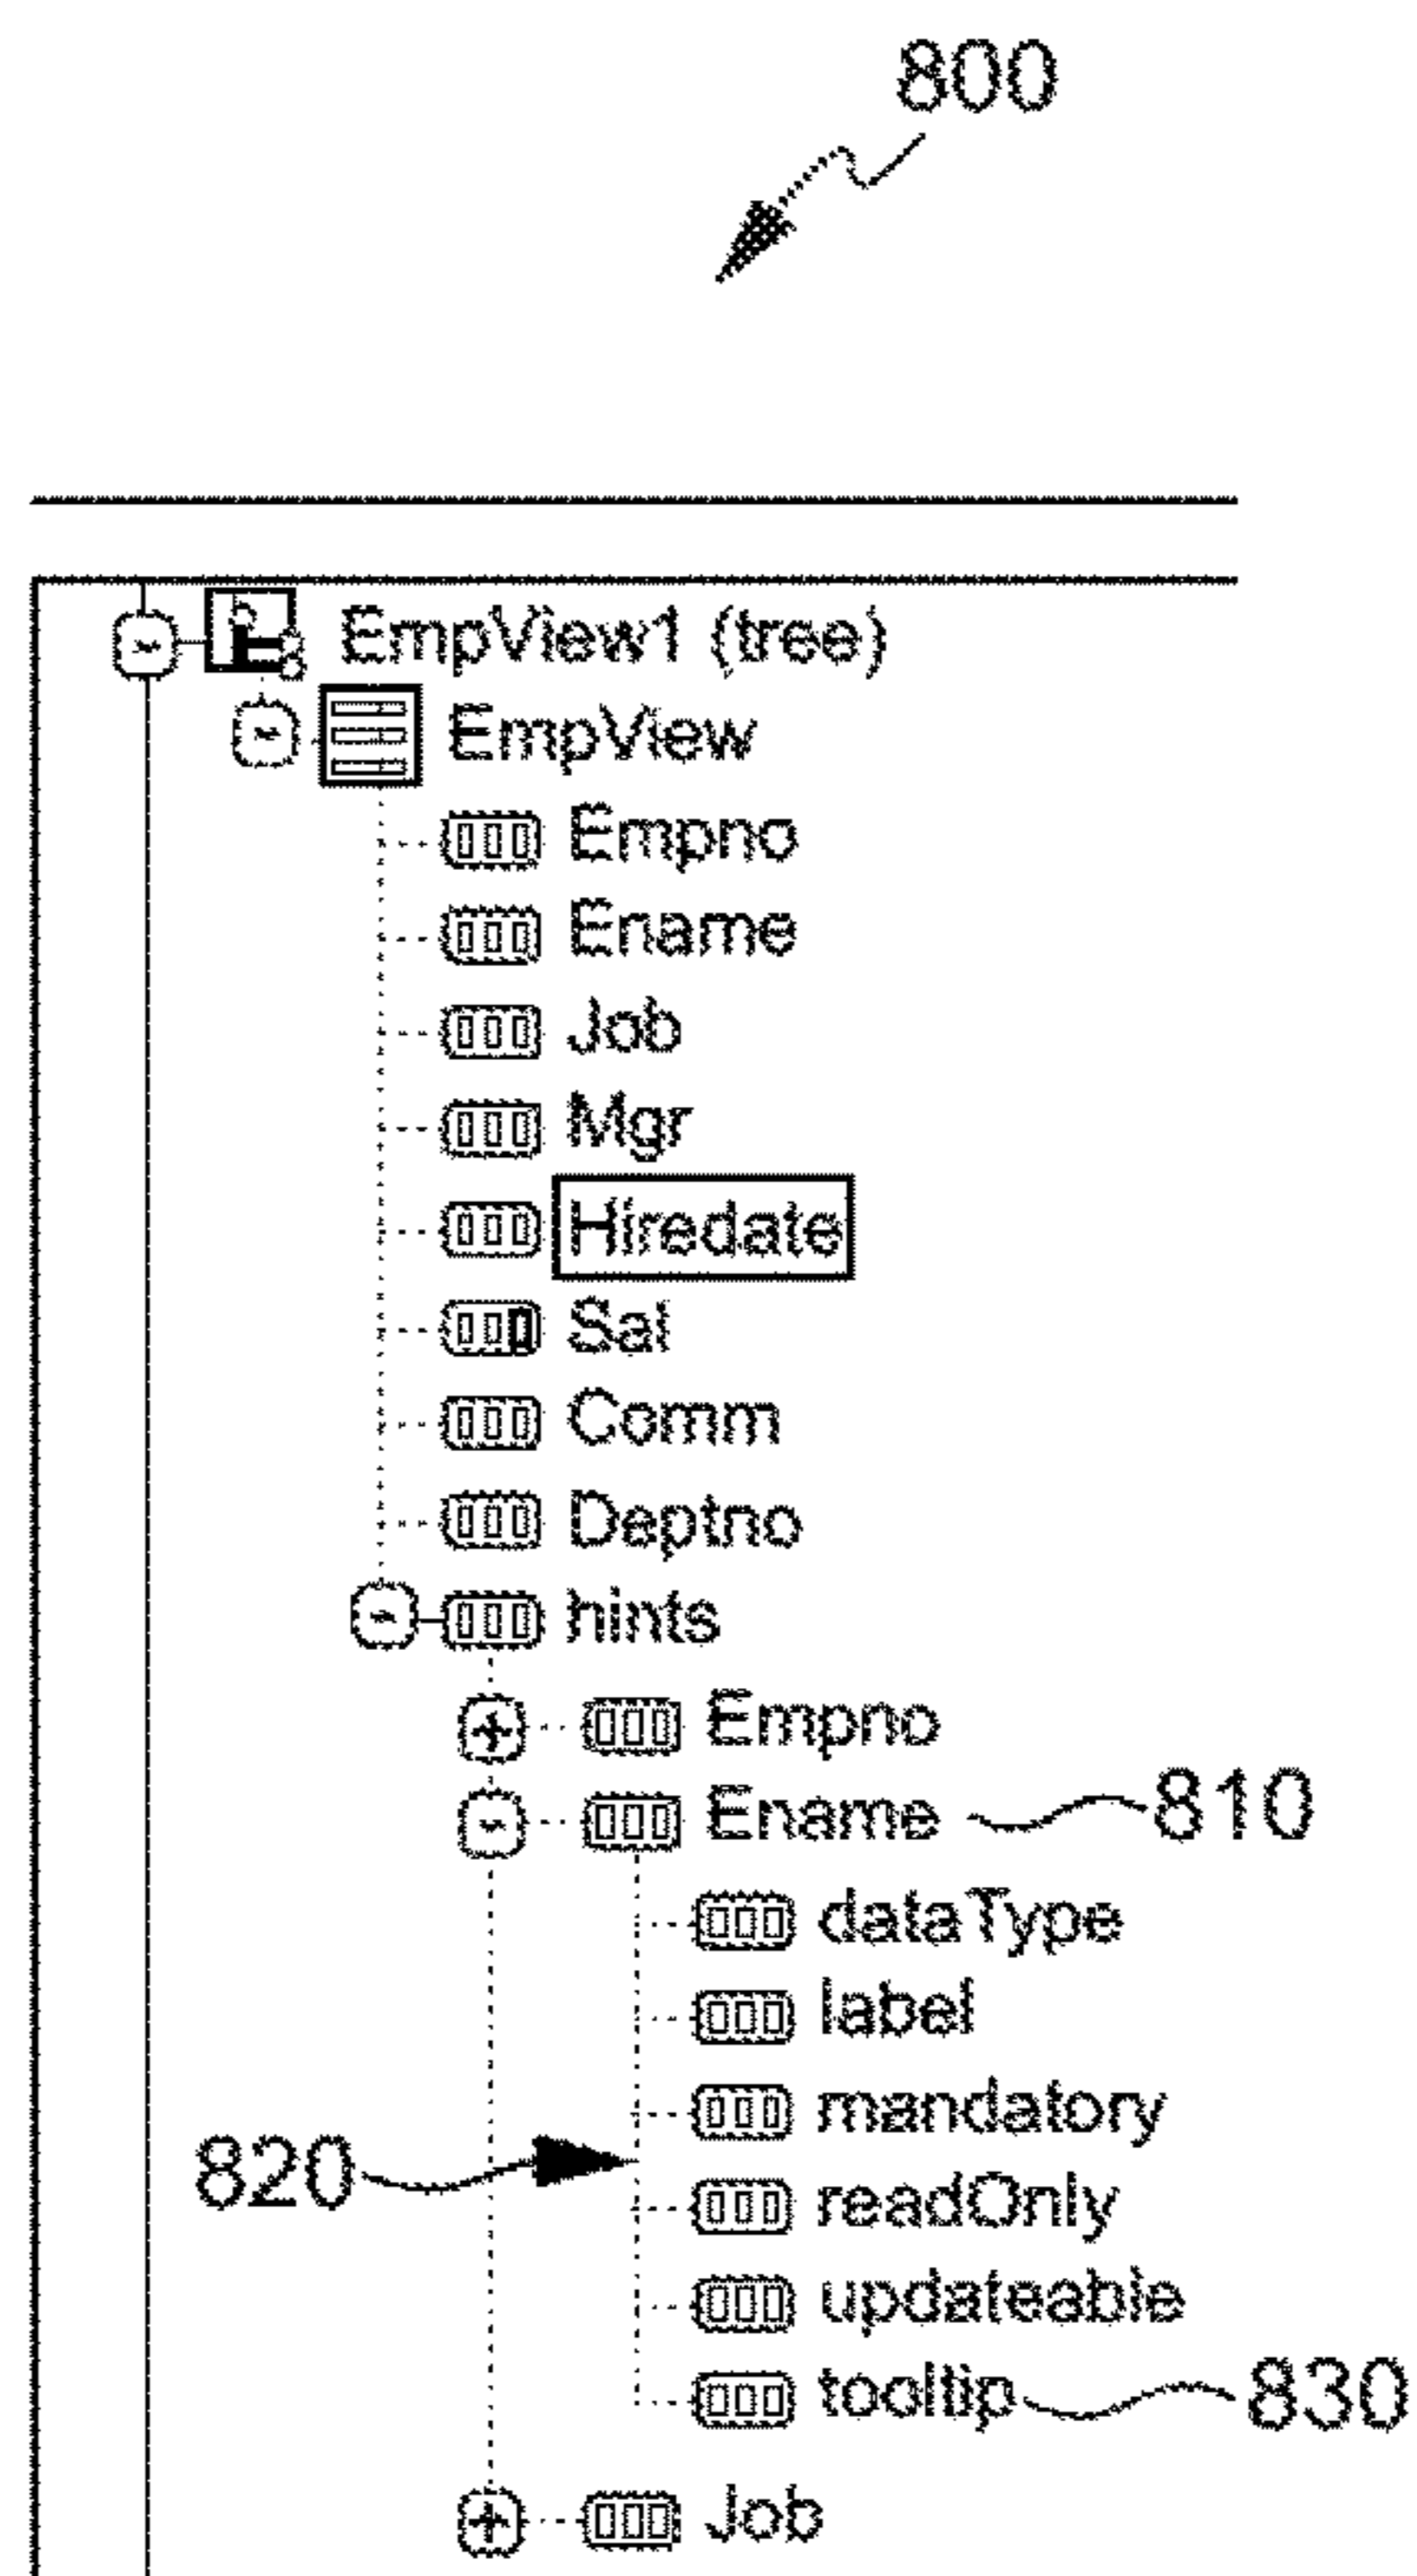 800
EmpView1 (tree)
EmpView
Empno
Ename
Job
Mgr
Hiredate
Sal
Comm
Deptno
hints
Empno
Ename 810
dataType
label
mandatory
820
readOnly
updateable
tooltip 830
Job